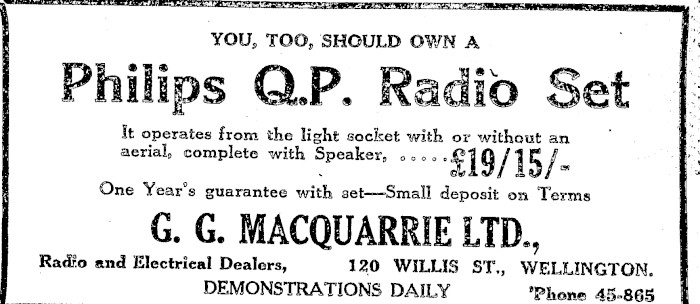 YOU, TOO, SHOULD OWN A
Philips Q.P. Radio Set
It operates from the light socket with or without an
aerial, complete with Speaker, ..... £19/15/-
One Year's guarantee with set—Small deposit on Terms
G. G. MACQUARRIE LTD.,
Radio and Electrical Dealers, 120 WILLIS ST., WELLINGTON.
DEMONSTRATIONS DAILY 'Phone 45-865